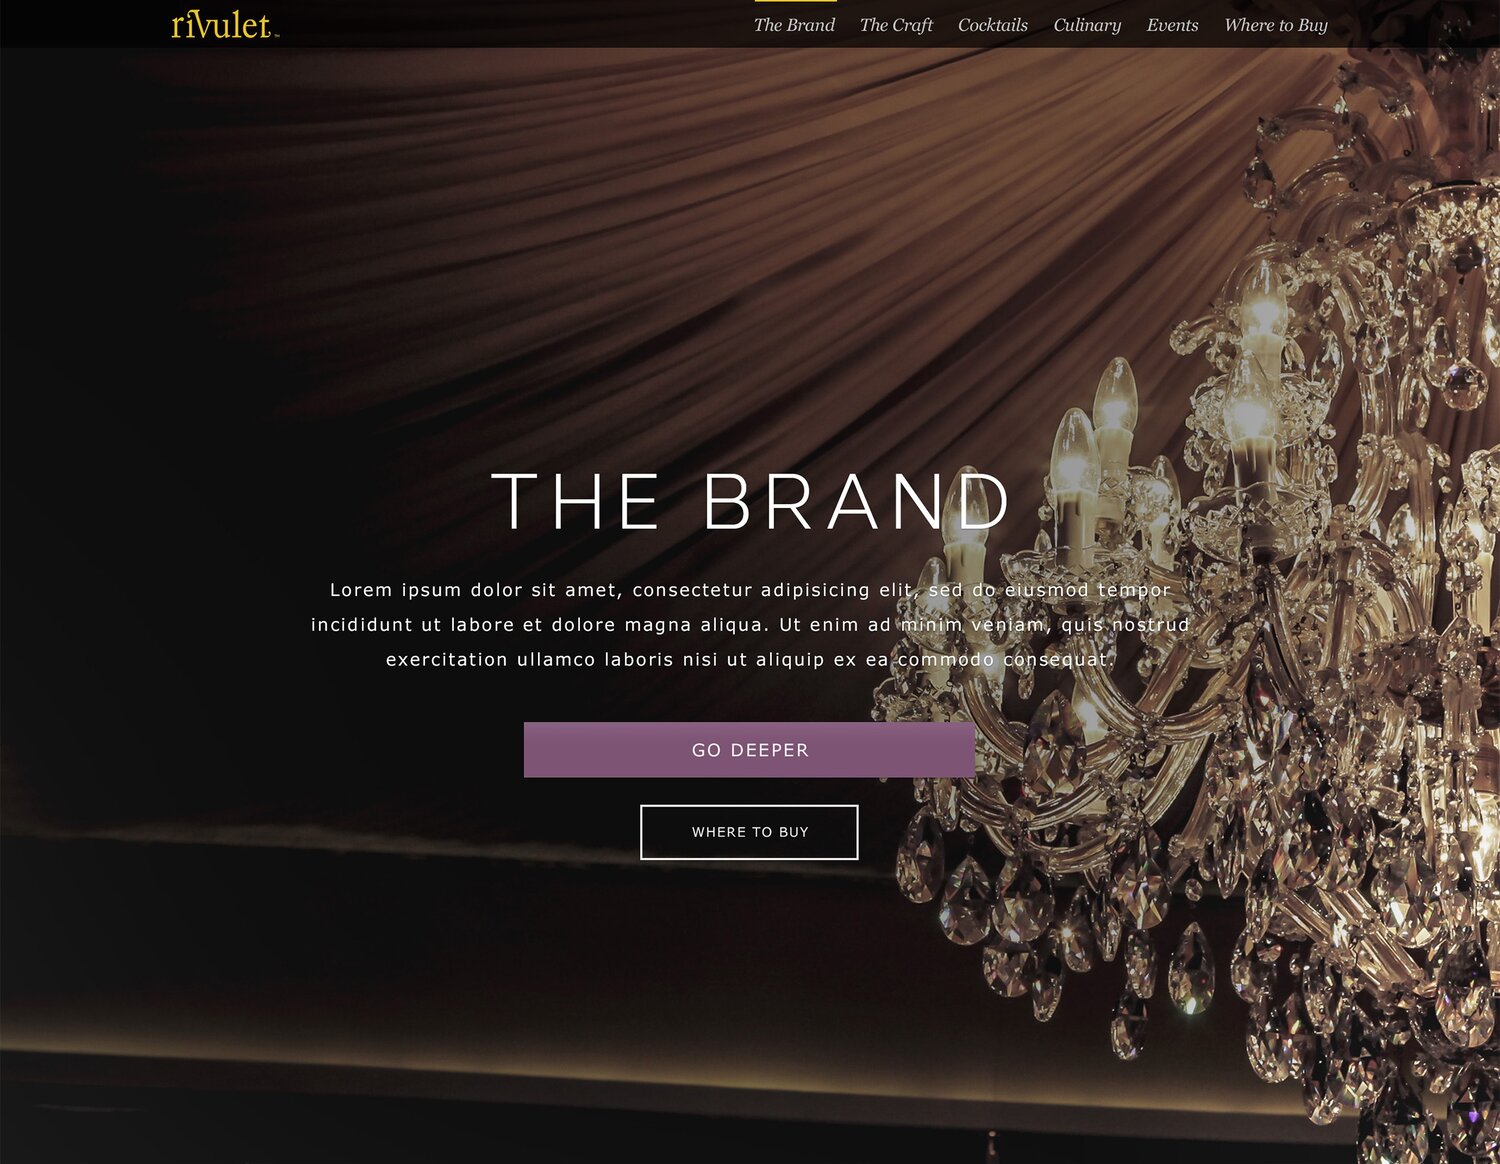 rivulet™
The Brand The Craft Cocktails Culinary Events Where to Buy
THE BRAND
Lorem ipsum dolor sit amet, consectetur adipisicing elit, sed do eiusmod tempor
incididunt ut labore et dolore magna aliqua. Ut enim ad minim veniam, quis nostrud
exercitation ullamco laboris nisi ut aliquip ex ea commodo consequat.
GO DEEPER
WHERE TO BUY